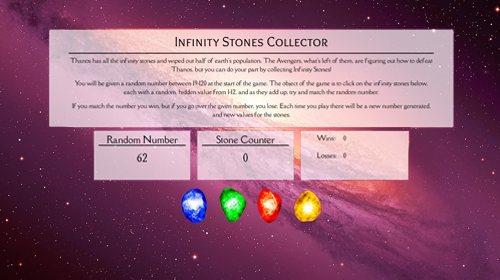 Infinity Stones Collector
Thanos has all the infinity stones and wiped out half of earth's population. The Avengers, what's left of them, are figuring out how to defeat
Thanos, but you can do your part by collecting Infinity Stones!
You will be given a random number between 19-120 at the start of the game. The object of the game is to click on the infinity stones below,
each with a random, hidden value from 1-12, and as they add up, try and match the random number.
If you match the number you win, but if you go over the given number, you lose. Each time you play there will be a new number generated,
and new values for the stones.
Random Number
62
Stone Counter
0
Wins: 0
Losses: 0